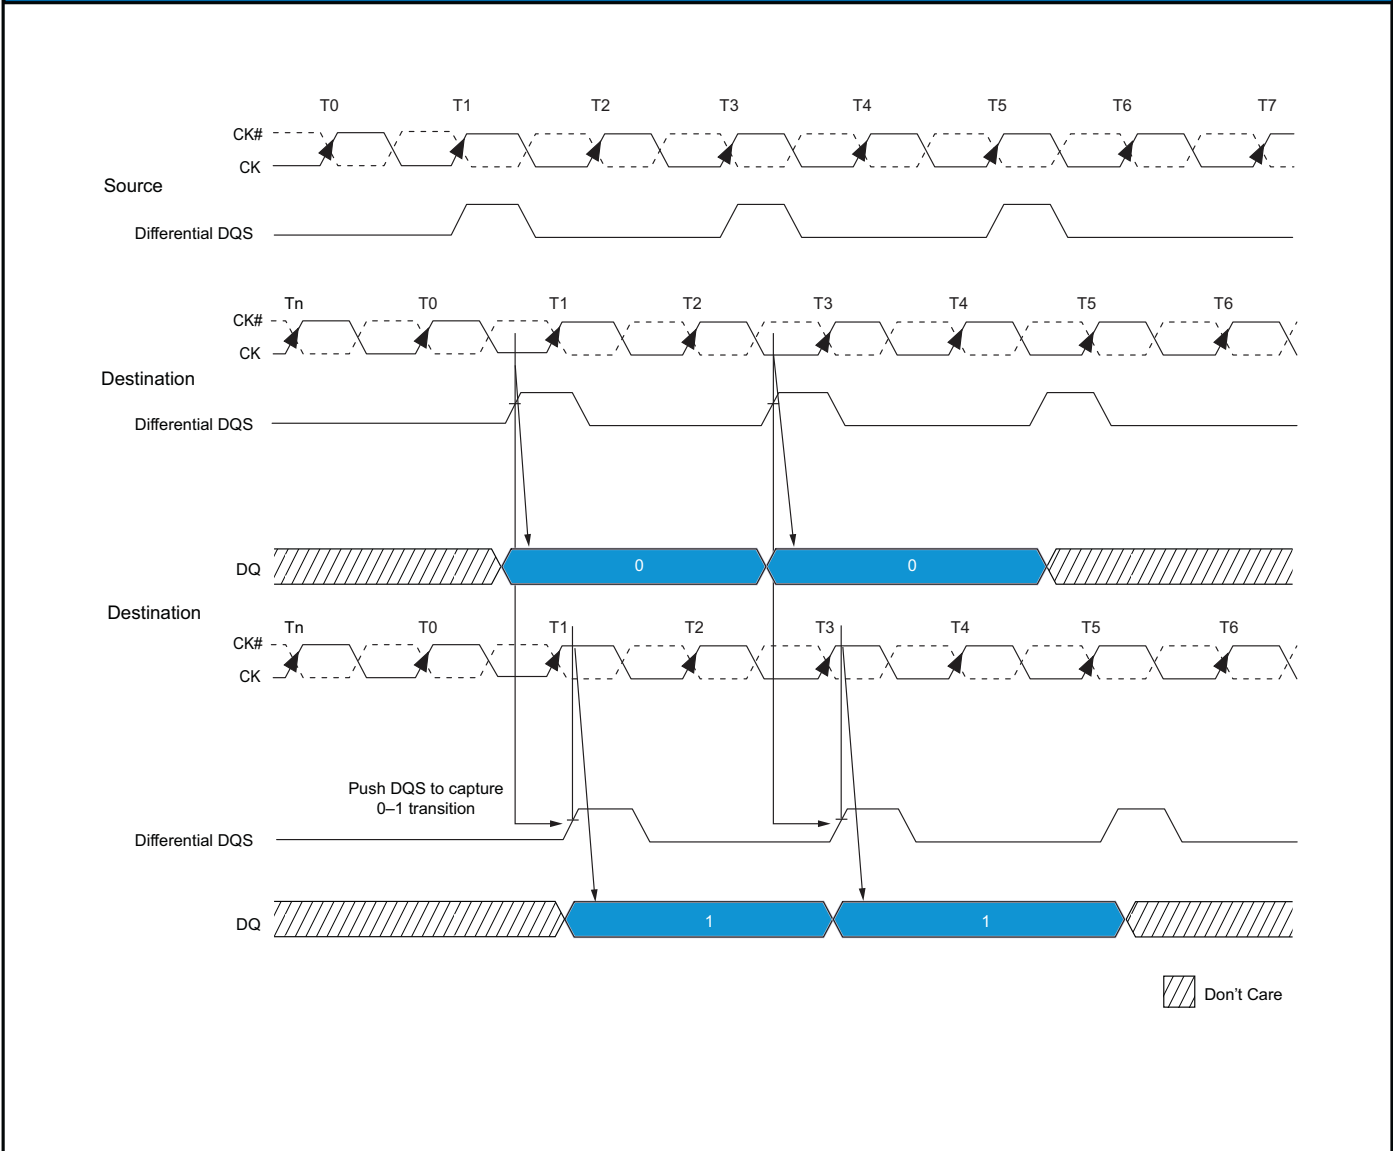 T0 T1 T2 T3 T4 T5 T6 T7
CK#
CK
Source
Differential DQS
Tn T0 T1 T2 T3 T4 T5 T6
CK#
CK
Destination
Differential DQS
DQ 0 0
Destination
Tn T0 T1 T2 T3 T4 T5 T6
CK#
CK
Push DQS to capture
0–1 transition
Differential DQS
DQ 1 1
Don't Care